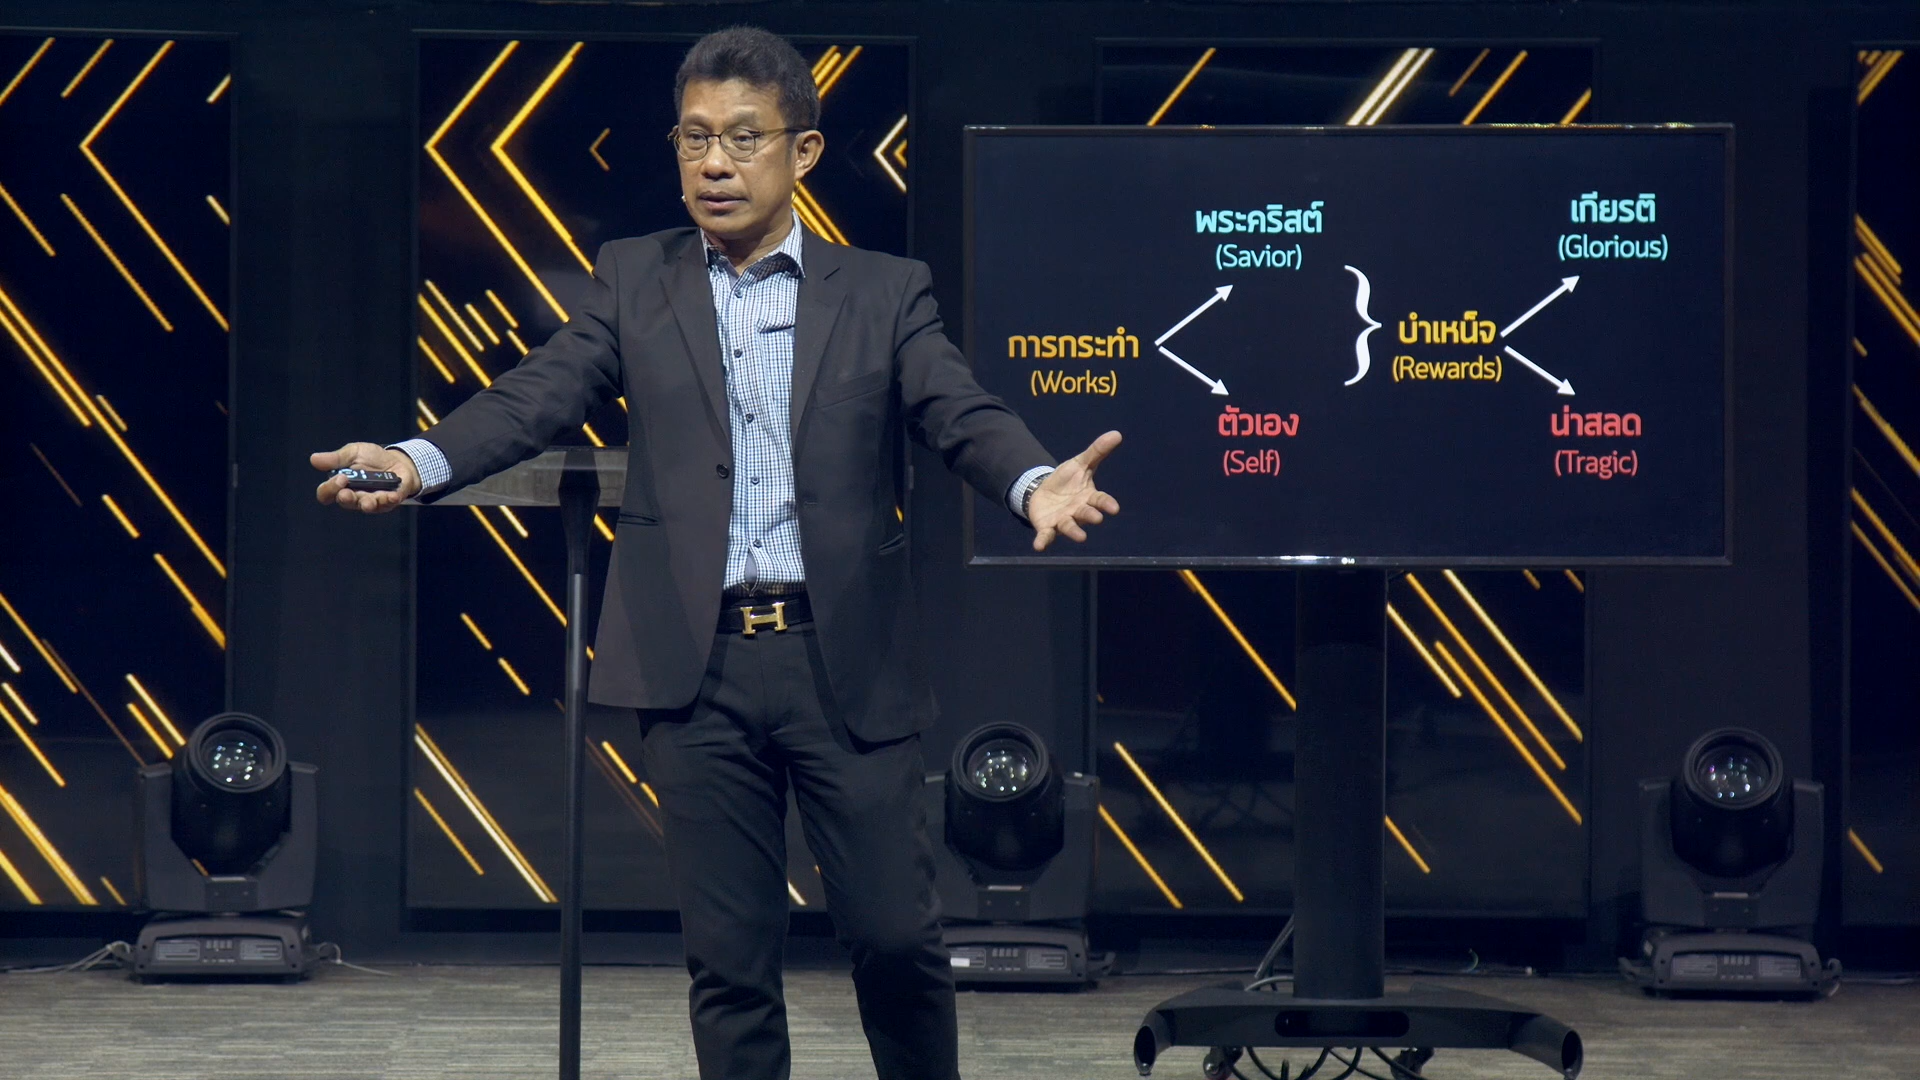 พระคริสต์
(Savior)
เกียรติ
(Glorious)
การกระทำ
(Works)
บำเหน็จ
(Rewards)
ตัวเอง
(Self)
น่าสลด
(Tragic)
LG